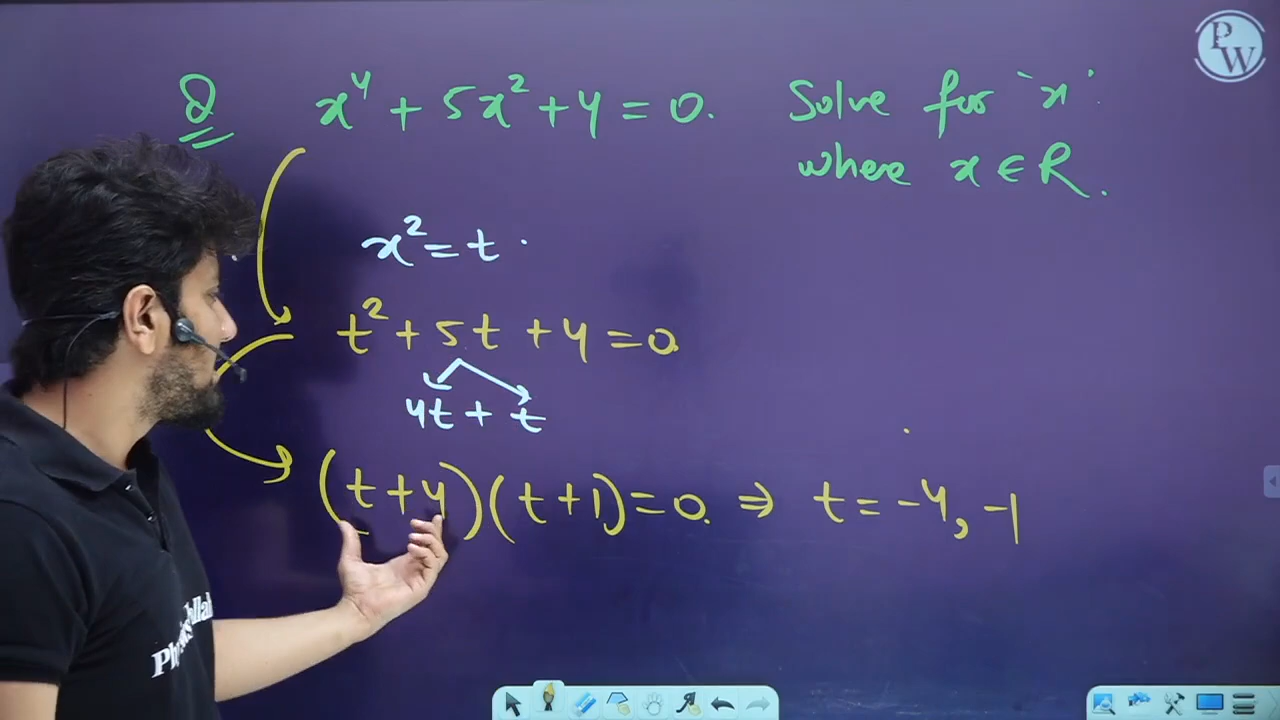 PW
Q x⁴ + 5x² + 4 = 0. Solve for 'x'
where x ∈ R.
x² = t.
t² + 5t + 4 = 0
4t + t
(t + 4)(t + 1) = 0. ⇒ t = -4, -1